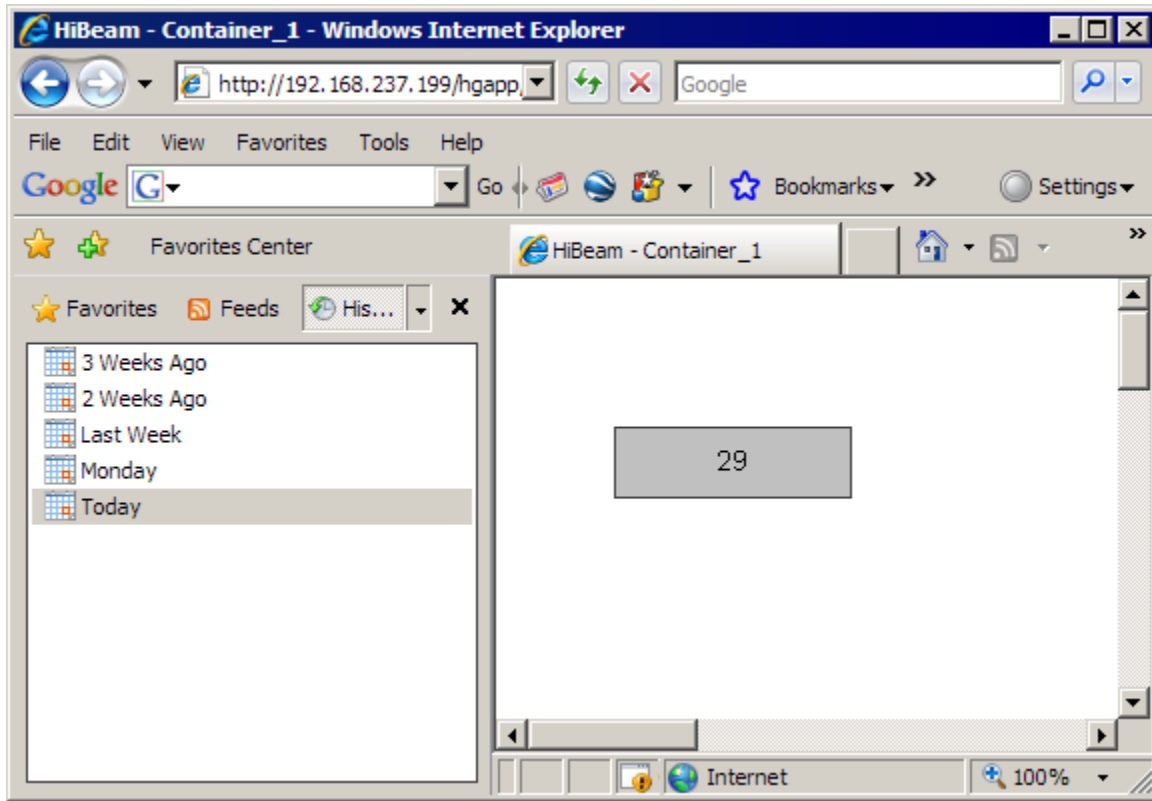 HiBeam - Container_1 - Windows Internet Explorer
http://192.168.237.199/hgapp, Google
File Edit View Favorites Tools Help
Google G Go Bookmarks Settings
Favorites Center HiBeam - Container_1
Favorites Feeds His...
3 Weeks Ago
2 Weeks Ago
Last Week
Monday
Today
29
Internet 100%